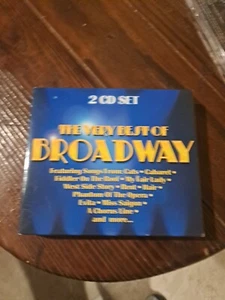 2 CD SET
THE VERY BEST OF
BROADWAY
Featuring Songs From: Cats • Cabaret •
Fiddler On The Roof • My Fair Lady •
West Side Story • Rent • Hair •
Phantom Of The Opera •
Evita • Miss Saigon •
A Chorus Line •
and more...